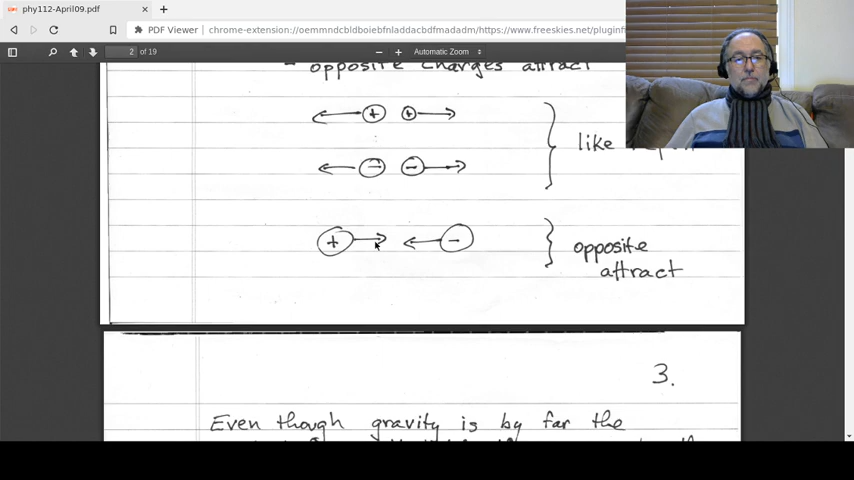 phy112-April09.pdf
PDF Viewer
chrome-extension://oemmndcbldboiebfnladdacbdfmadadm/https://www.freeskies.net/pluginfi
2 of 19
Automatic Zoom
- opposite charges attract
+ +
like
- -
+ -
opposite
attract
3.
Even though gravity is by far the